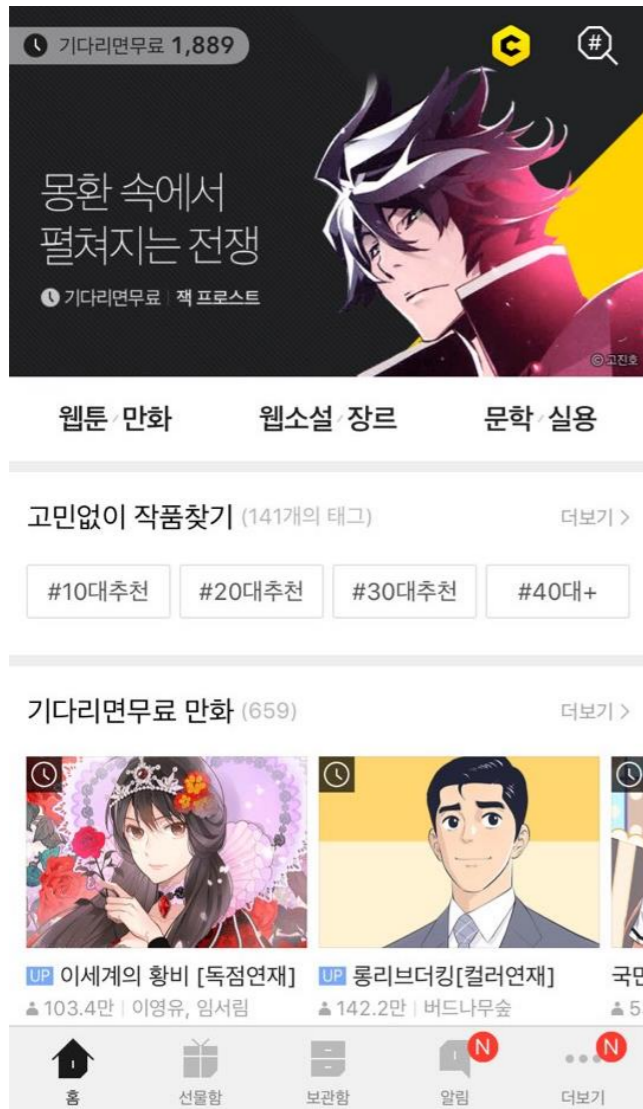 기다리면무료 1,889
C
#
몽환 속에서
펼쳐지는 전쟁
기다리면무료 | 잭 프로스트
© 고진호
웹툰/만화 웹소설/장르 문학/실용
고민없이 작품찾기 (141개의 태그) 더보기 >
#10대추천 #20대추천 #30대추천 #40대+
기다리면무료 만화 (659) 더보기 >
UP 이세계의 황비 [독점연재] UP 롱리브더킹[컬러연재] 국민
103.4만 | 이영유, 임서림 142.2만 | 버드나무숲 5
N N
홈 선물함 보관함 알림 더보기